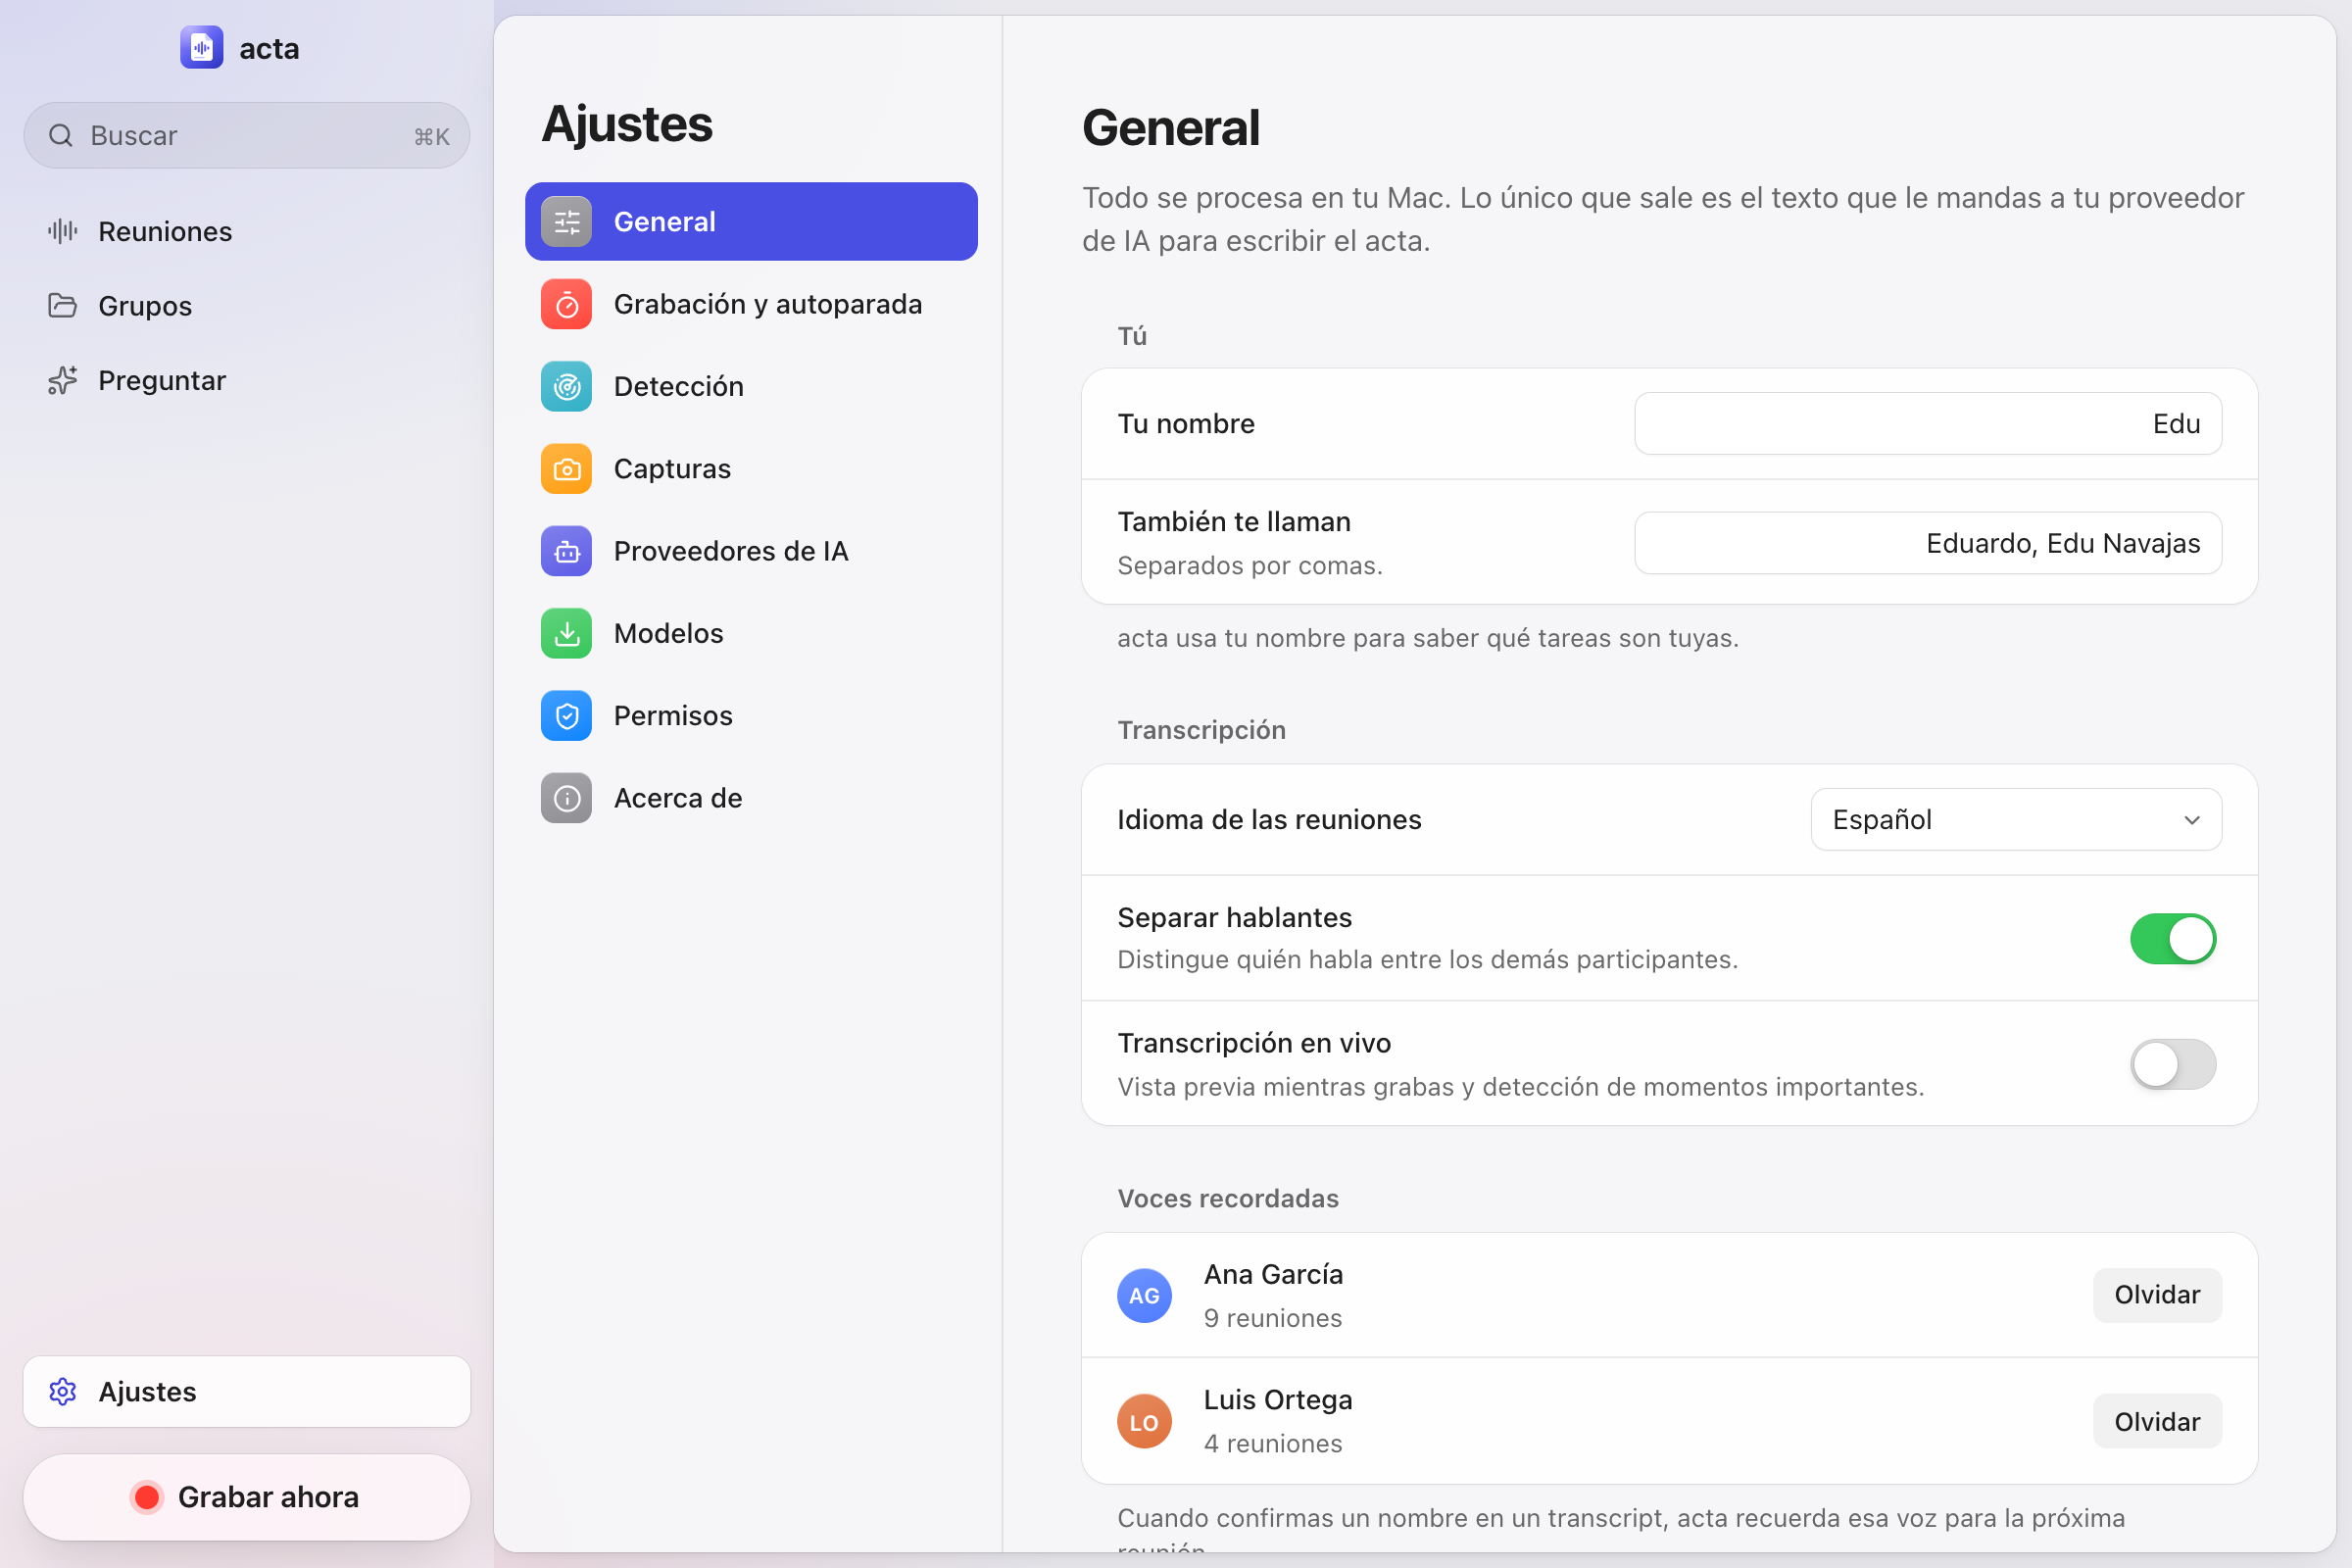 acta
Buscar ⌘K
Reuniones
Grupos
Preguntar
Ajustes
Grabar ahora
Ajustes
General
Grabación y autoparada
Detección
Capturas
Proveedores de IA
Modelos
Permisos
Acerca de
General
Todo se procesa en tu Mac. Lo único que sale es el texto que le mandas a tu proveedor
de IA para escribir el acta.
Tú
Tu nombre
Edu
También te llaman
Separados por comas.
Eduardo, Edu Navajas
acta usa tu nombre para saber qué tareas son tuyas.
Transcripción
Idioma de las reuniones
Español
Separar hablantes
Distingue quién habla entre los demás participantes.
Transcripción en vivo
Vista previa mientras grabas y detección de momentos importantes.
Voces recordadas
AG
Ana García
9 reuniones
Olvidar
LO
Luis Ortega
4 reuniones
Olvidar
Cuando confirmas un nombre en un transcript, acta recuerda esa voz para la próxima
reunión